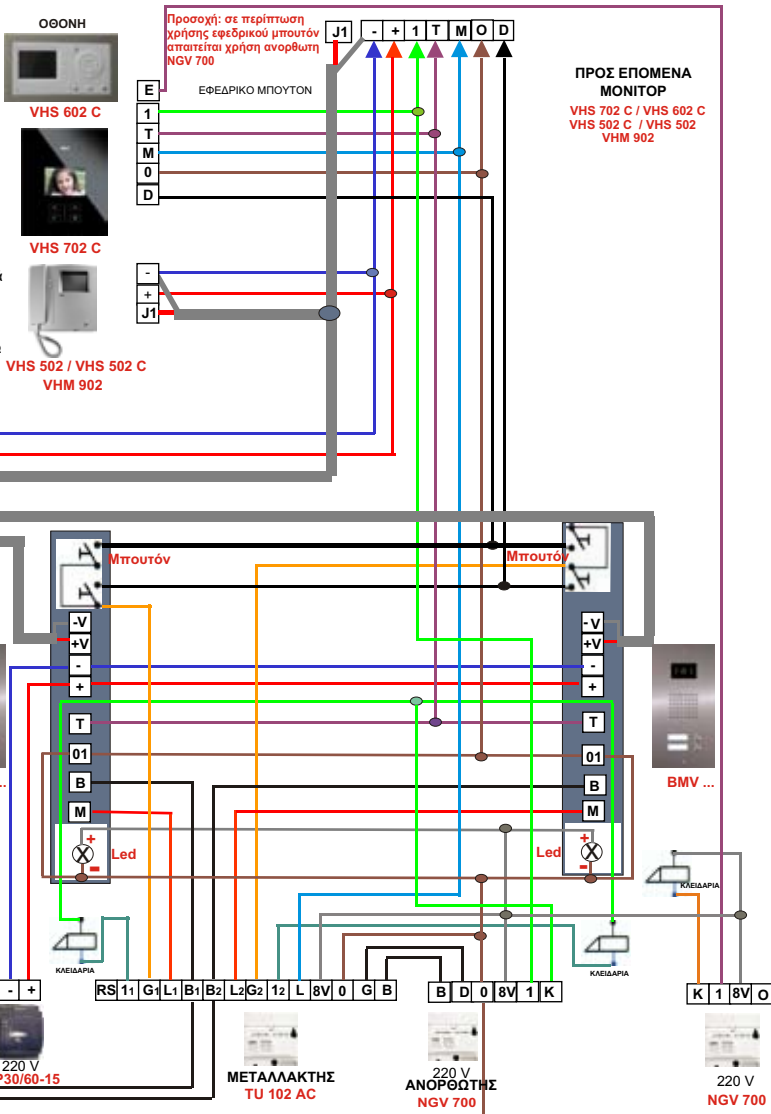 ΟΘΟΝΗ
VHS 602 C
VHS 702 C
VHS 502 / VHS 502 C
VHM 902
Προσοχή: σε περίπτωση
χρήσης εφεδρικού μπουτόν
απαιτείται χρήση ανορθωτη
NGV 700
J1 - + 1 T M O D
ΠΡΟΣ ΕΠΟΜΕΝΑ
ΜΟΝΙΤΟΡ
VHS 702 C / VHS 602 C
VHS 502 C / VHS 502
VHM 902
E
ΕΦΕΔΡΙΚΟ ΜΠΟΥΤΟΝ
1
T
M
0
D
-
+
J1
Μπουτόν
-V
+V
-
+
T
01
B
M
+
Led
-
Μπουτόν
-V
+V
-
+
T
01
B
M
+
Led
-
BMV ...
ΚΛΕΙΔΑΡΙΑ
ΚΛΕΙΔΑΡΙΑ
ΚΛΕΙΔΑΡΙΑ
- +
RS 11 G1 L1 B1 B2 L2 G2 12 L 8V 0 G B
B D 0 8V 1 K
K 1 8V O
220 V
P30/60-15
ΜΕΤΑΛΛΑΚΤΗΣ
TU 102 AC
220 V
ΑΝΟΡΘΩΤΗΣ
NGV 700
220 V
NGV 700